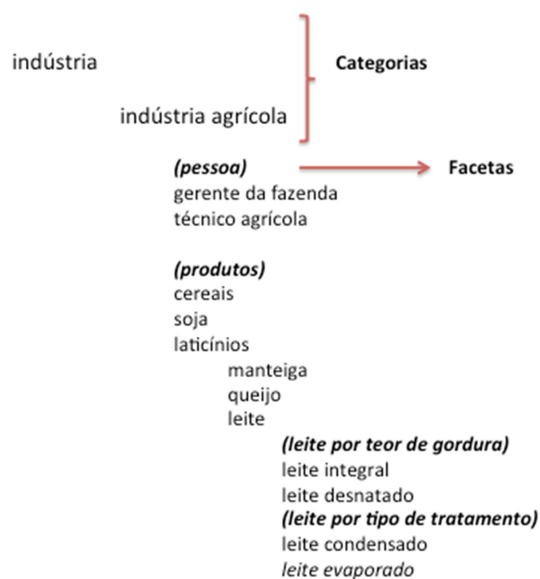 indústria
Categorias
indústria agrícola
(pessoa)
Facetas
gerente da fazenda
técnico agrícola
(produtos)
cereais
soja
laticínios
manteiga
queijo
leite
(leite por teor de gordura)
leite integral
leite desnatado
(leite por tipo de tratamento)
leite condensado
leite evaporado